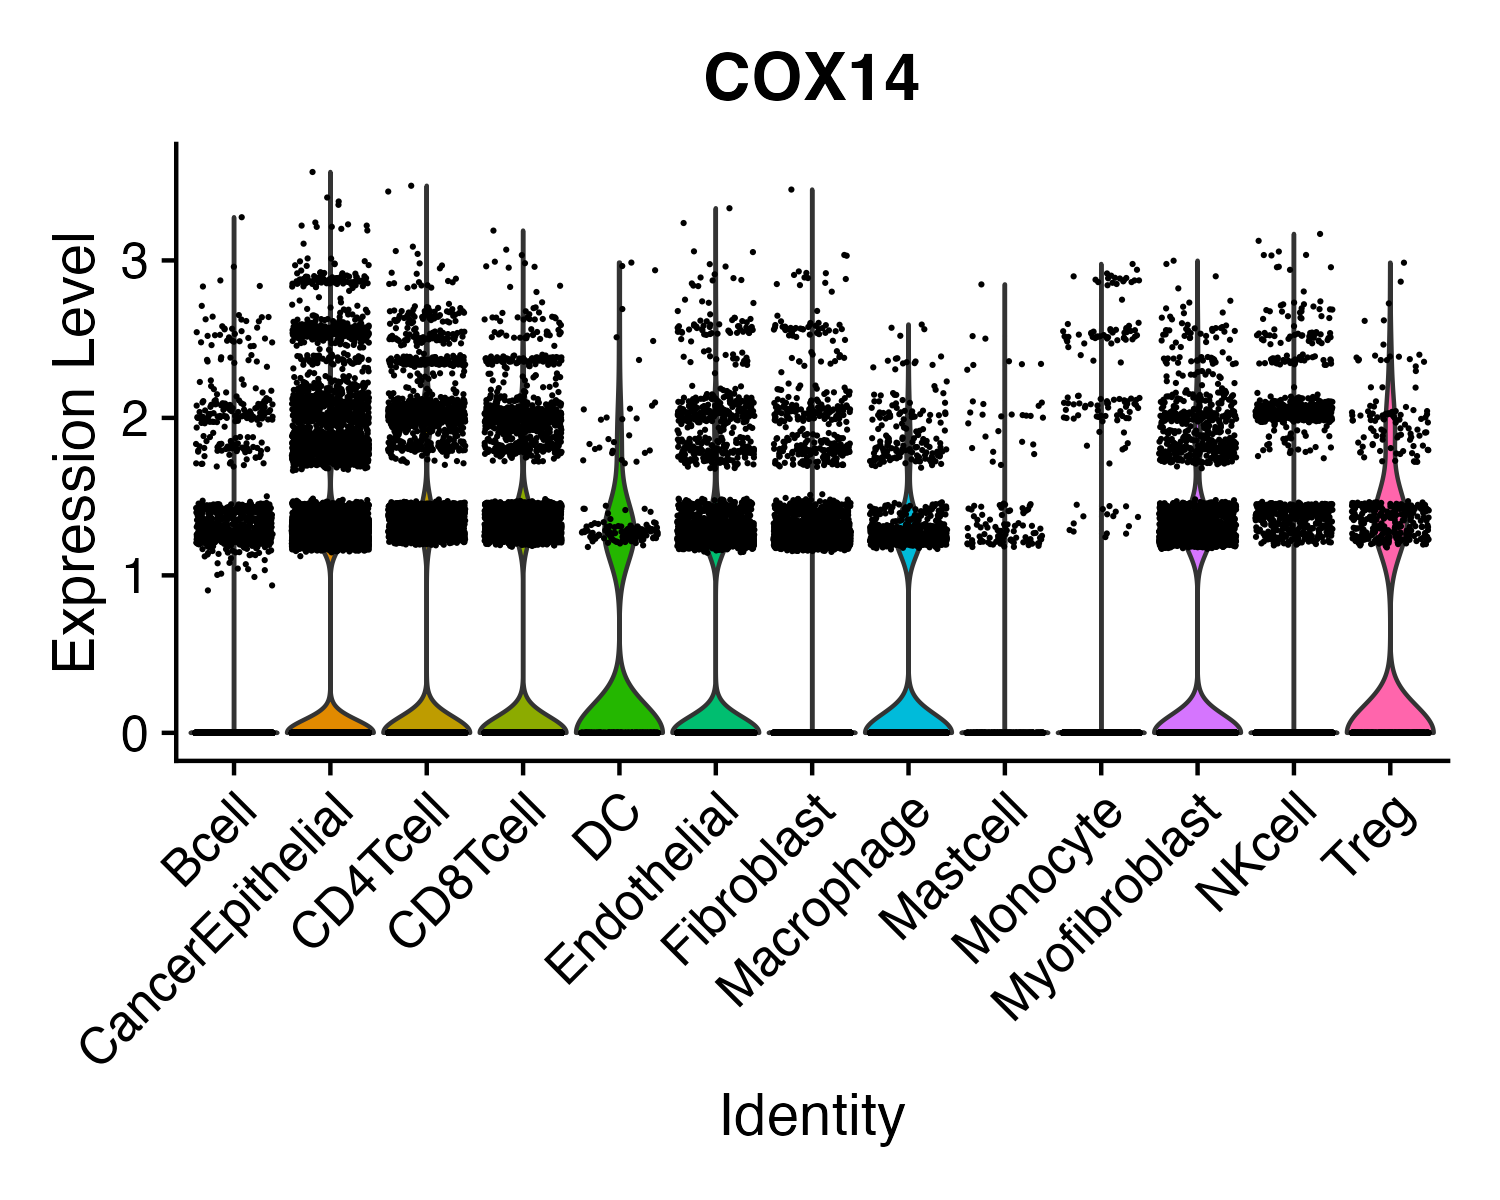 COX14
Expression Level
3
2
1
0
Bcell
CancerEpithelial
CD4Tcell
CD8Tcell
DC
Endothelial
Fibroblast
Macrophage
Mastcell
Monocyte
Myofibroblast
NKcell
Treg
Identity